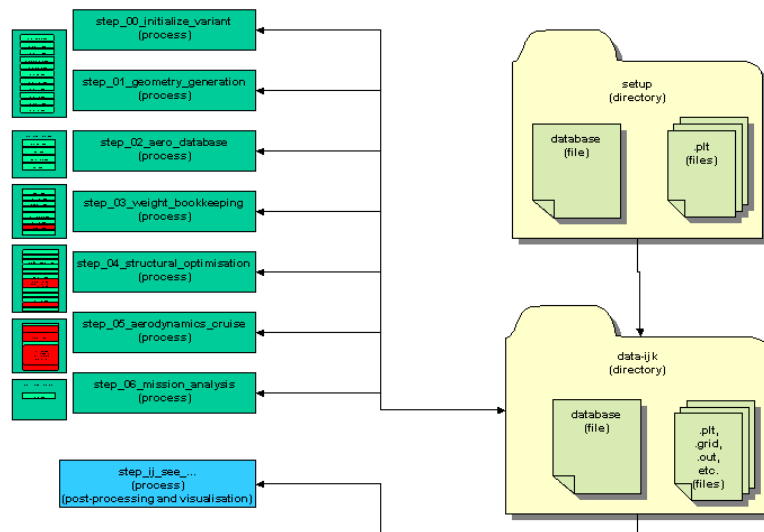 step_00_initialize_variant
(process)
step_01_geometry_generation
(process)
step_02_aero_database
(process)
step_03_weight_bookkeeping
(process)
step_04_structural_optimisation
(process)
step_05_aerodynamics_cruise
(process)
step_06_mission_analysis
(process)
step_ij_see_...
(process)
(post-processing and visualisation)
setup
(directory)
database
(file)
.plt
(files)
data-ijk
(directory)
database
(file)
.plt,
.grid,
.out,
etc.
(files)